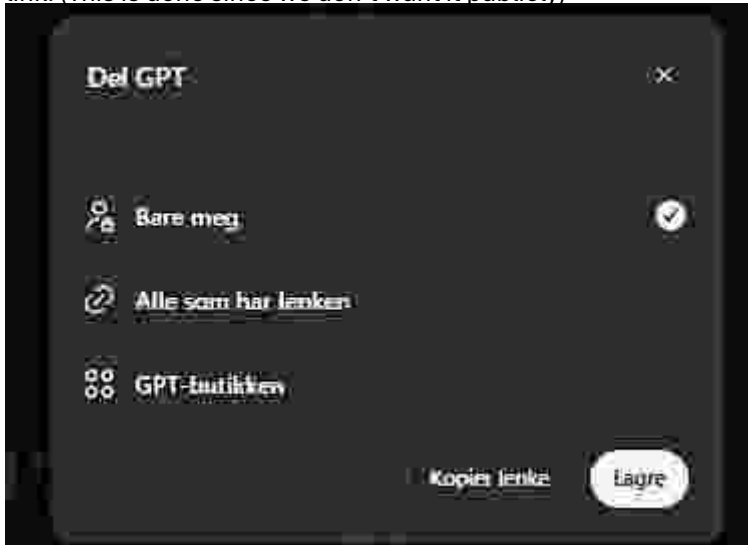 Del GPT
Bare meg
Alle som har lenken
GPT-butikken
Kopier lenke
Lagre